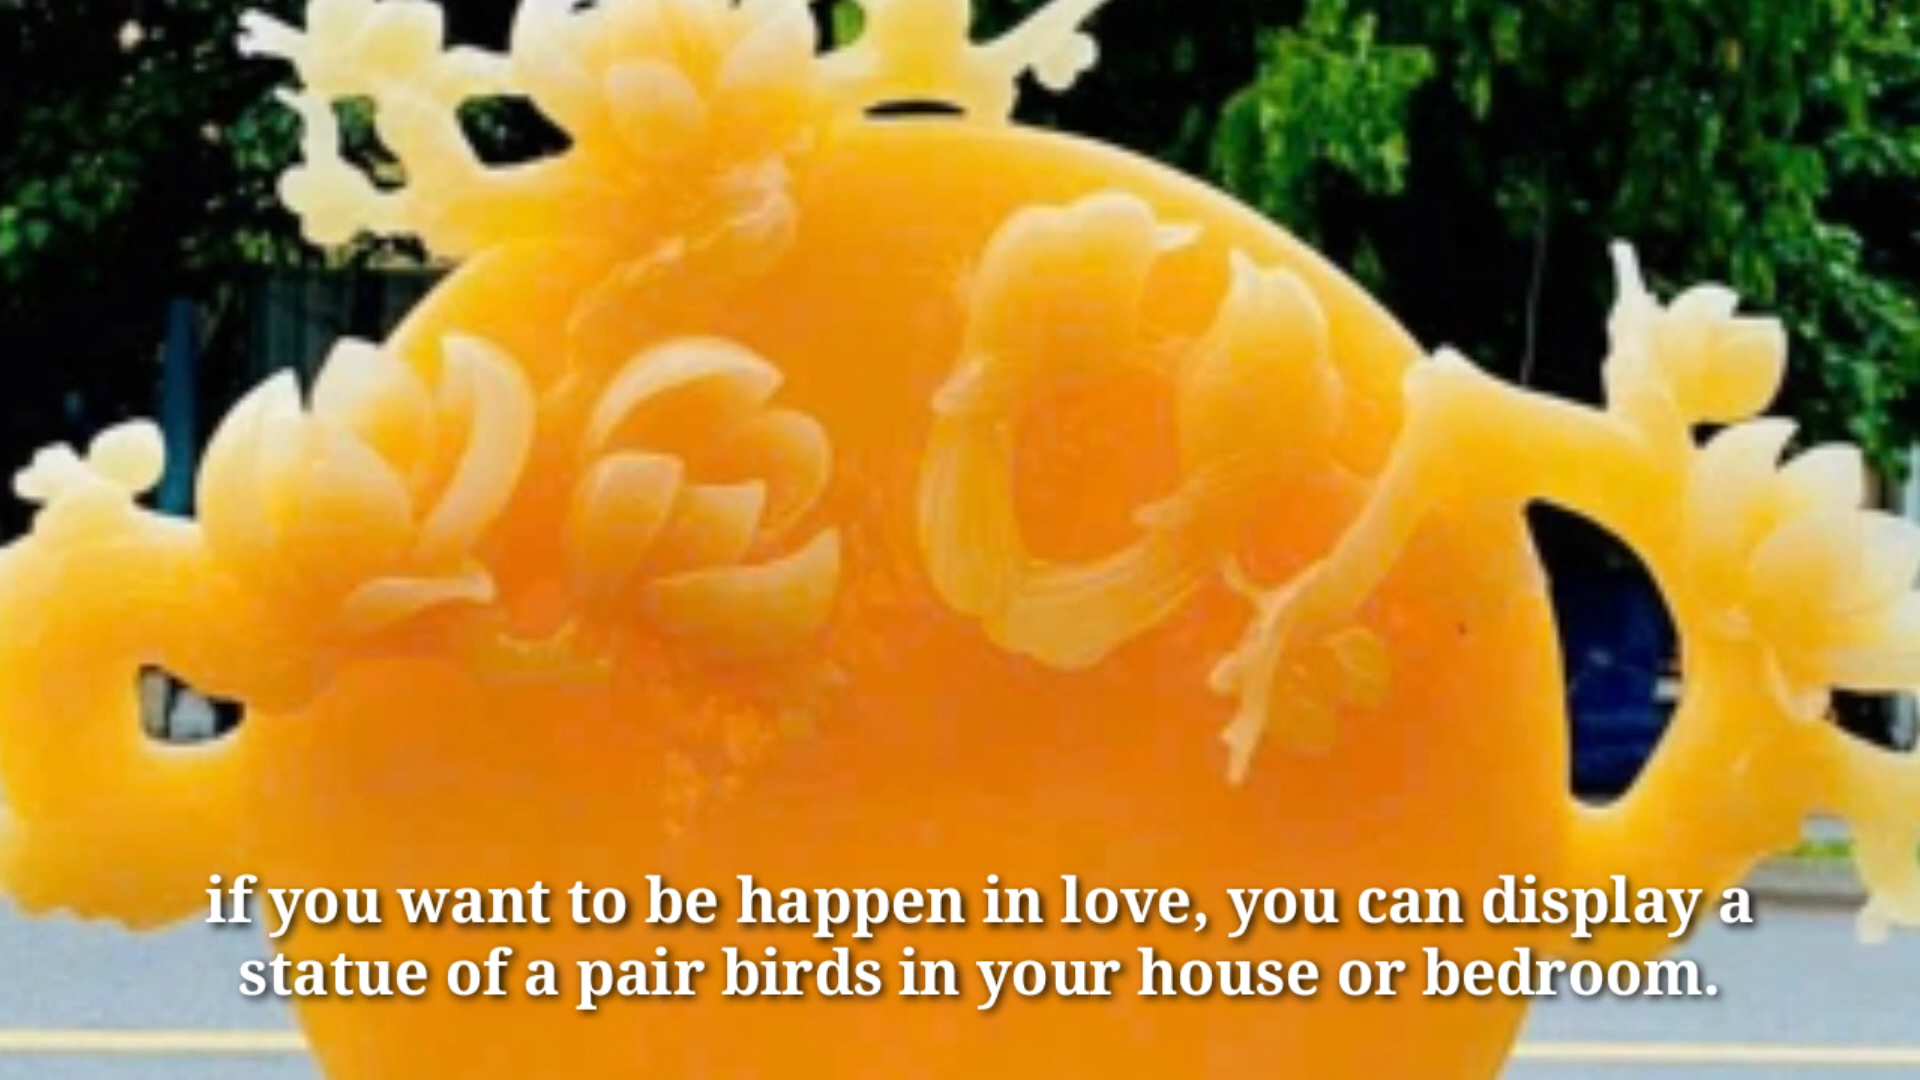 if you want to be happen in love, you can display a
statue of a pair birds in your house or bedroom.